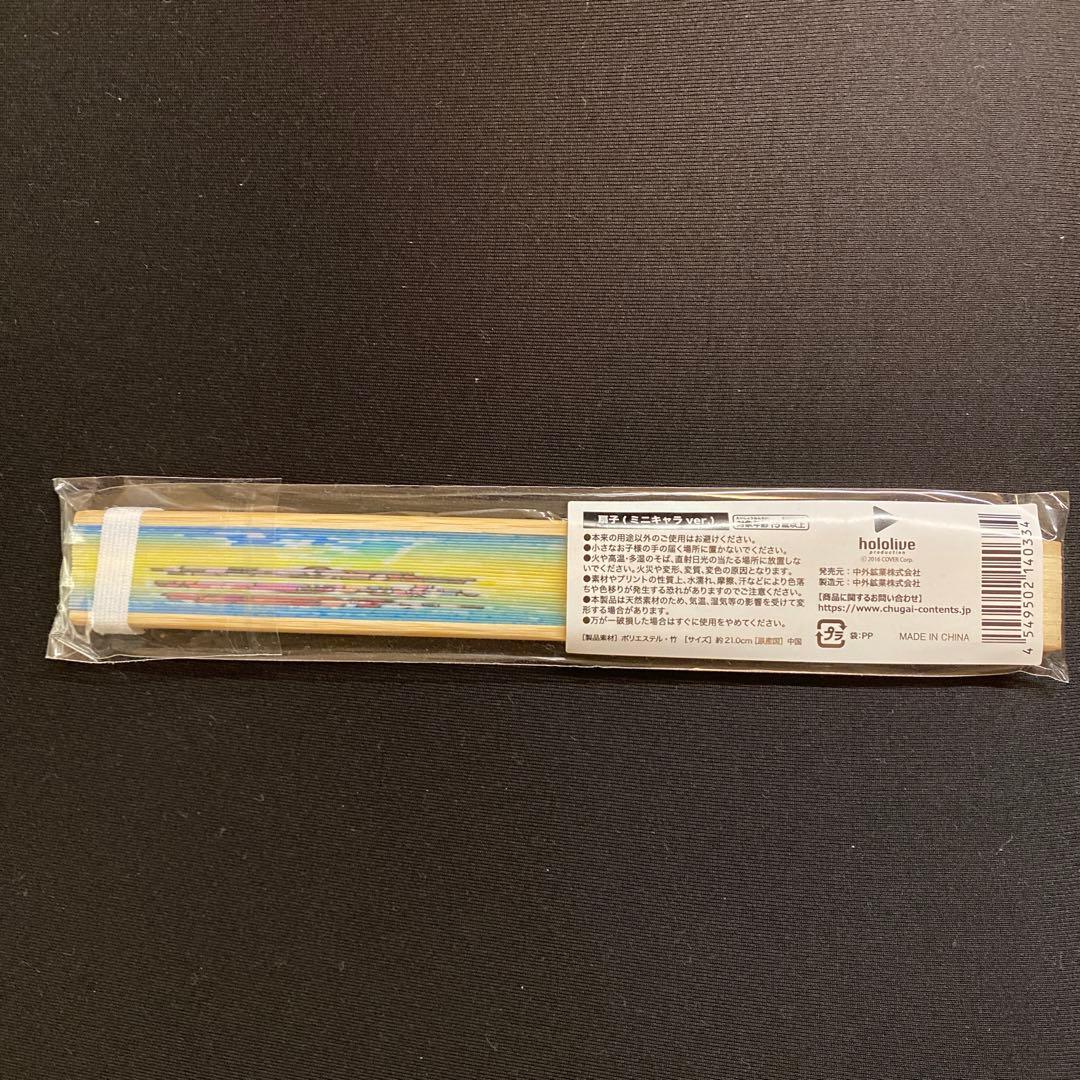 扇子 (ミニキャラ ver.)
対象年齢 15歳以上
●本来の用途以外のご使用はお避けください。
●小さなお子様の手の届く場所に置かないでください。
●火や高温・多湿のそば、直射日光の当たる場所に放置しな
いでください。火災や変形、変質、変色の原因となります。
●素材やプリントの性質上、水濡れ、摩擦、汗などにより色落
ちや色移りが発生する恐れがありますのでご注意ください。
●本製品は天然素材のため、気温、湿気等の影響を受けて変
形する場合があります。
●万が一破損した場合はすぐに使用をやめてください。
[製品素材] ポリエステル・竹 [サイズ] 約 21.0cm [原産国] 中国
hololive
production
© 2016 COVER Corp.
発売元：中外鉱業株式会社
製造元：中外鉱業株式会社
【商品に関するお問い合わせ】
https://www.chugai-contents.jp
プラ 袋:PP MADE IN CHINA
4 549502 140334